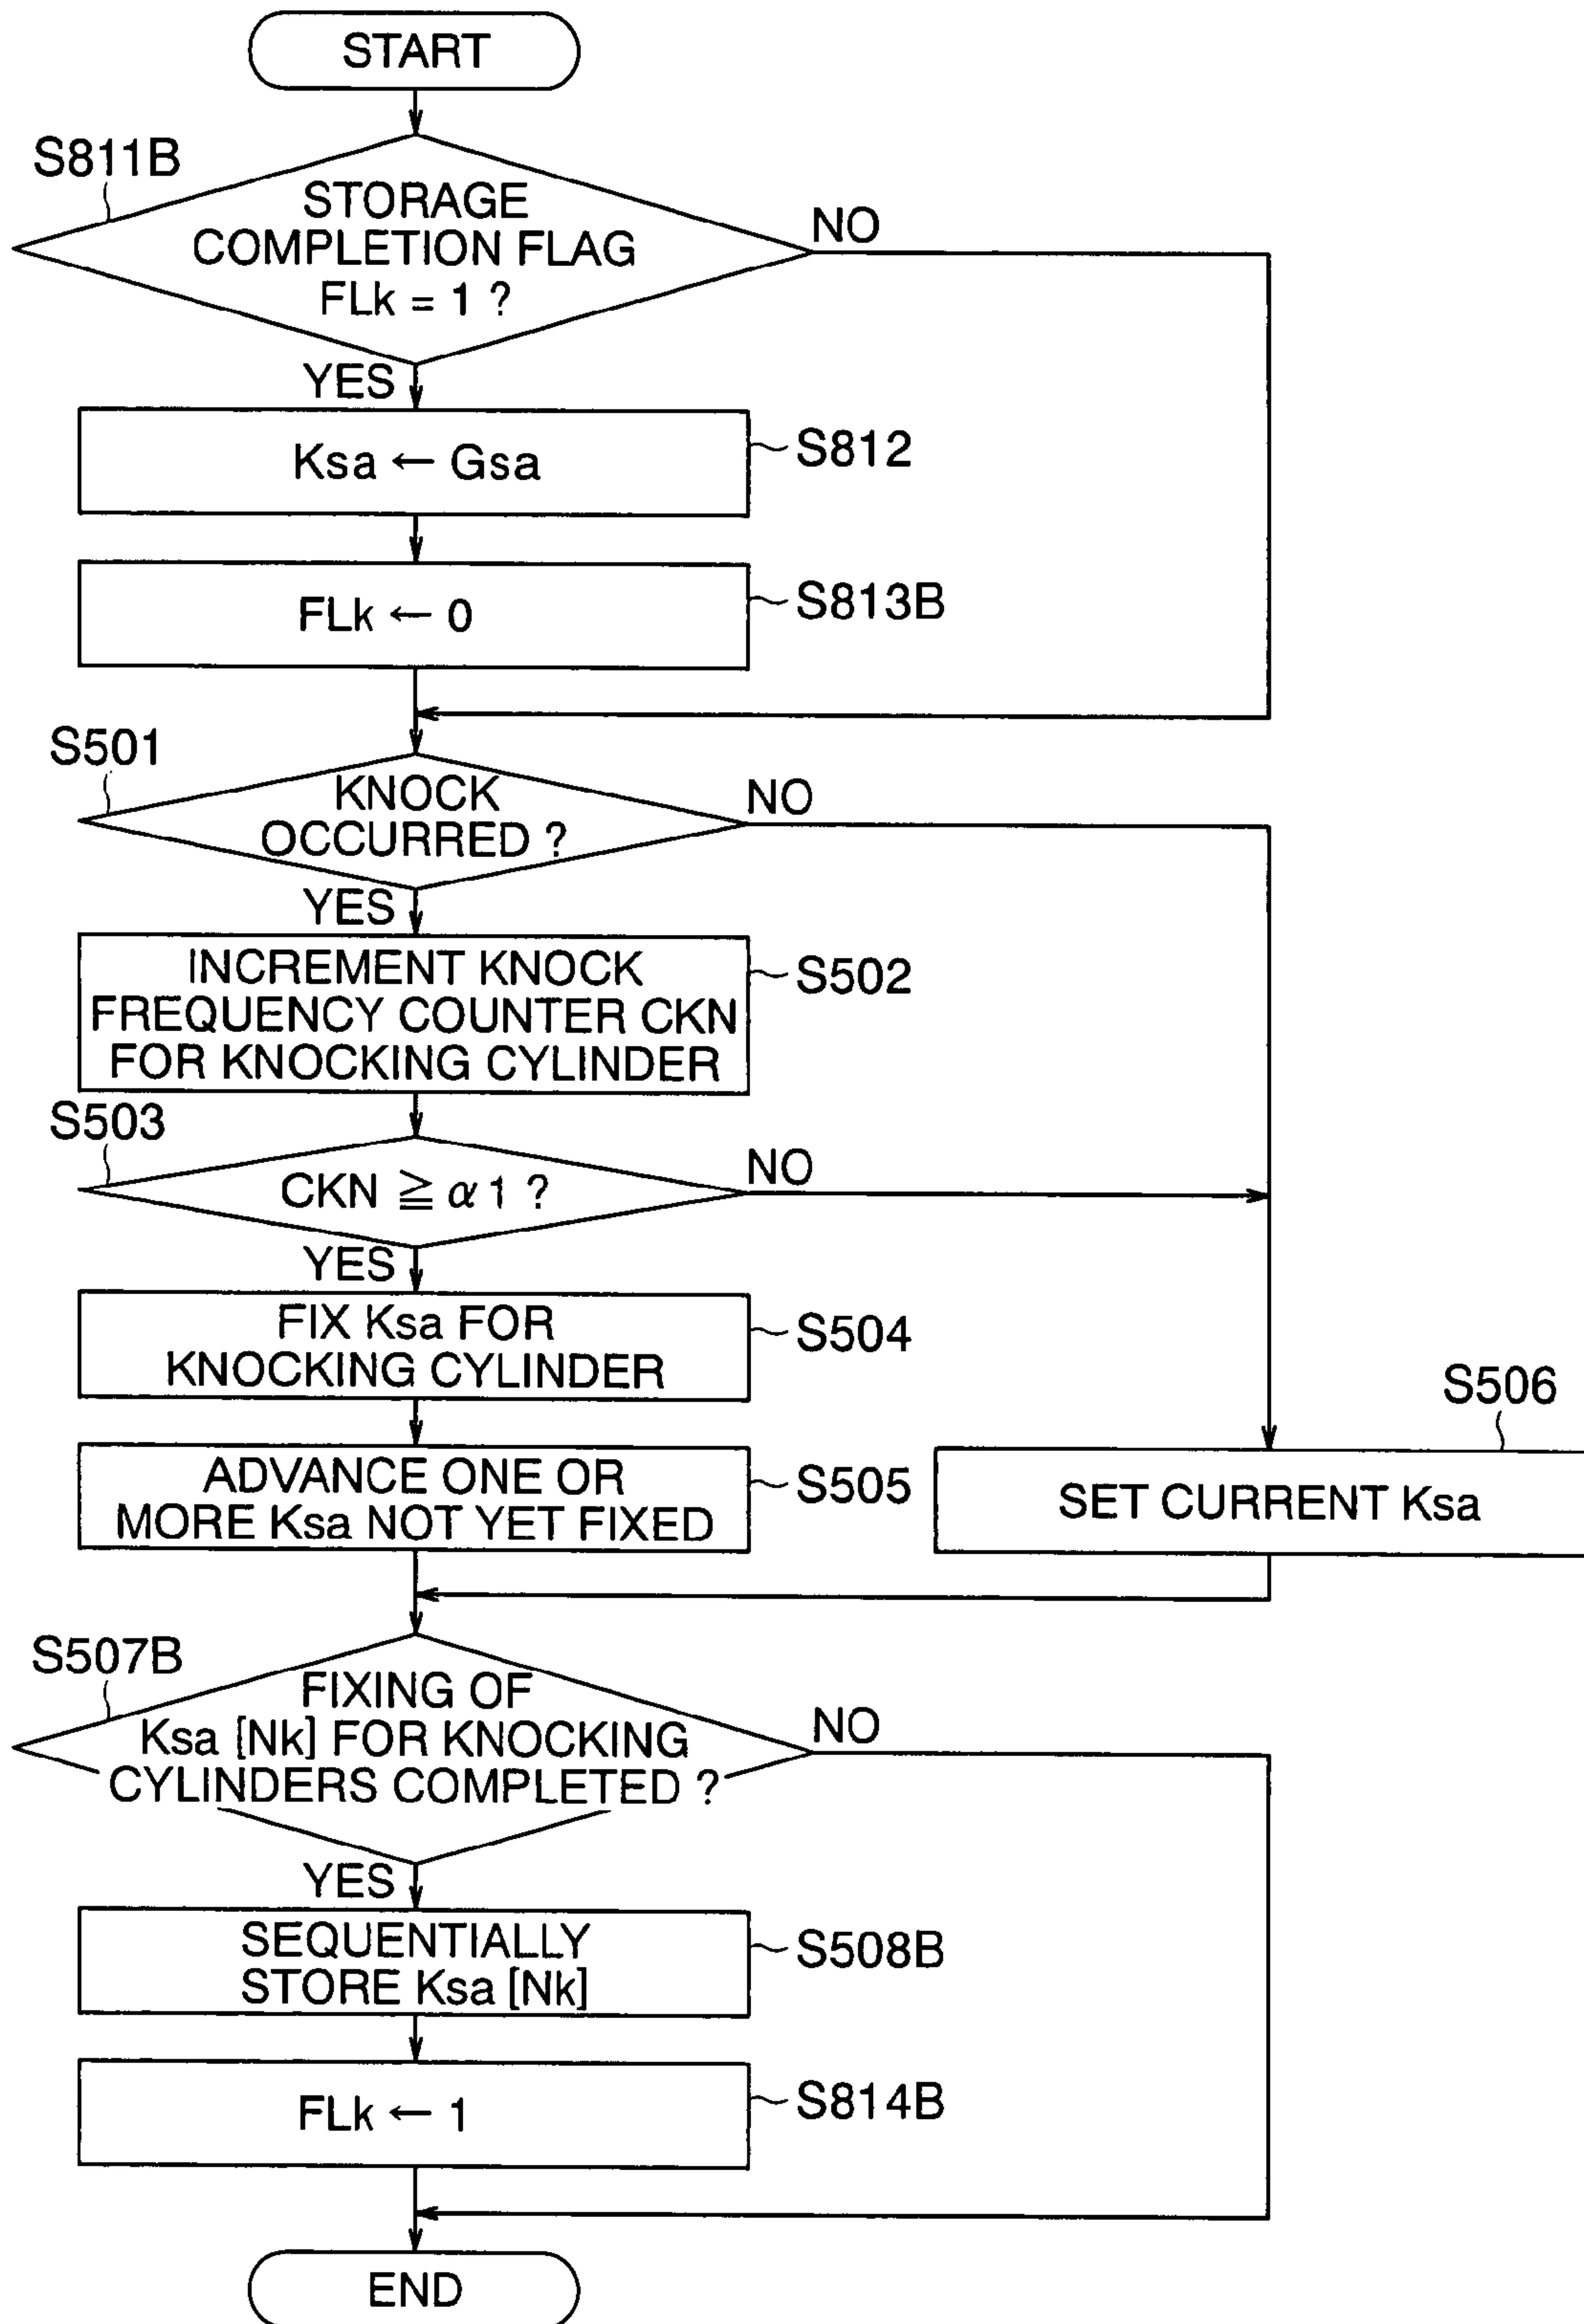 START
S811B
STORAGE
COMPLETION FLAG
FLk = 1 ?
NO
YES
Ksa ← Gsa
S812
FLk ← 0
S813B
S501
KNOCK
OCCURRED ?
NO
YES
INCREMENT KNOCK
FREQUENCY COUNTER CKN
FOR KNOCKING CYLINDER
S502
S503
CKN ≧ α 1 ?
NO
YES
FIX Ksa FOR
KNOCKING CYLINDER
S504
ADVANCE ONE OR
MORE Ksa NOT YET FIXED
S505
S506
SET CURRENT Ksa
S507B
FIXING OF
Ksa [Nk] FOR KNOCKING
CYLINDERS COMPLETED ?
NO
YES
SEQUENTIALLY
STORE Ksa [Nk]
S508B
FLk ← 1
S814B
END